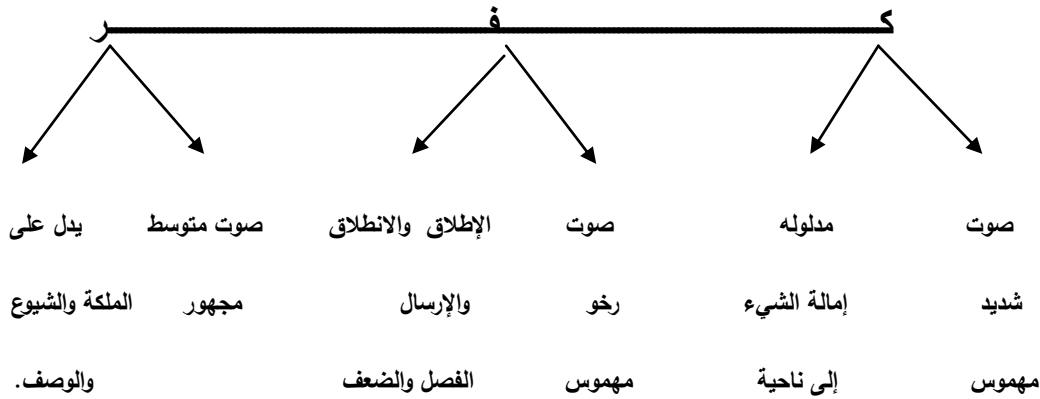 ك ف ر
صوت مدلوله صوت الإطلاق والانطلاق صوت متوسط يدل على
شديد إمالة الشيء رخو والإرسال مجهور الملكة والشيوع
مهموس إلى ناحية مهموس الفصل والضعف والوصف.